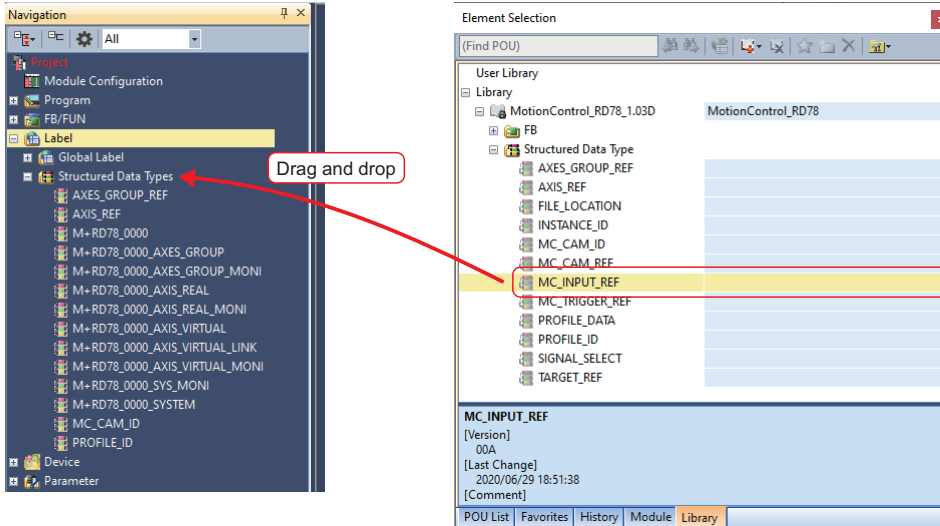 Navigation
All
Project
Module Configuration
Program
FB/FUN
Label
Global Label
Structured Data Types
AXES_GROUP_REF
AXIS_REF
M+RD78_0000
M+RD78_0000_AXES_GROUP
M+RD78_0000_AXES_GROUP_MONI
M+RD78_0000_AXIS_REAL
M+RD78_0000_AXIS_REAL_MONI
M+RD78_0000_AXIS_VIRTUAL
M+RD78_0000_AXIS_VIRTUAL_LINK
M+RD78_0000_AXIS_VIRTUAL_MONI
M+RD78_0000_SYS_MONI
M+RD78_0000_SYSTEM
MC_CAM_ID
PROFILE_ID
Device
Parameter
Drag and drop
Element Selection
(Find POU)
User Library
Library
MotionControl_RD78_1.03D MotionControl_RD78
FB
Structured Data Type
AXES_GROUP_REF
AXIS_REF
FILE_LOCATION
INSTANCE_ID
MC_CAM_ID
MC_CAM_REF
MC_INPUT_REF
MC_TRIGGER_REF
PROFILE_DATA
PROFILE_ID
SIGNAL_SELECT
TARGET_REF
MC_INPUT_REF
[Version]
00A
[Last Change]
2020/06/29 18:51:38
[Comment]
POU List Favorites History Module Library